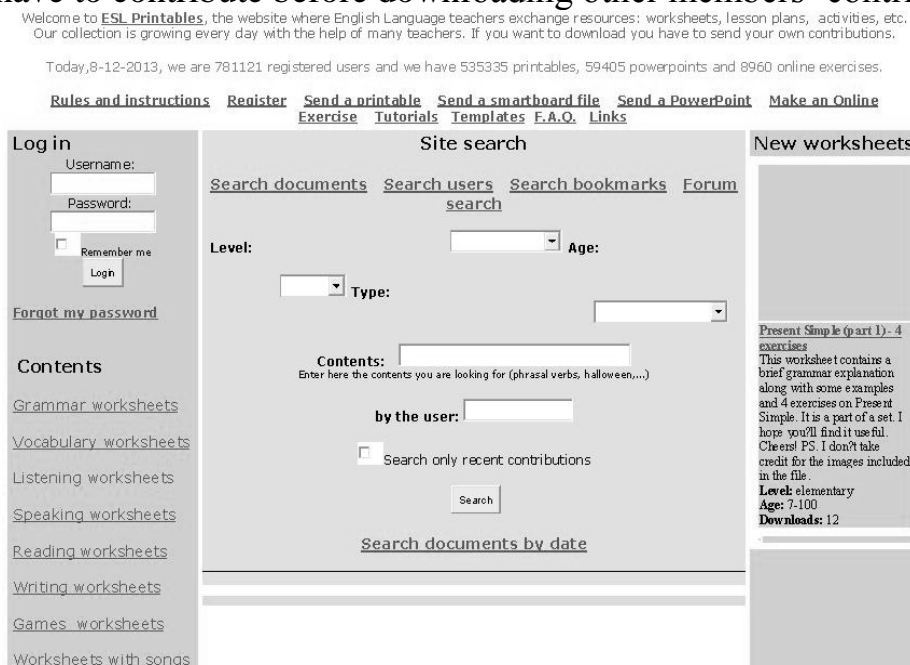 have to contribute before downloading other members'
Welcome to ESL Printables, the website where English Language teachers exchange resources: worksheets, lesson plans, activities, etc.
Our collection is growing every day with the help of many teachers. If you want to download you have to send your own contributions.
Today,8-12-2013, we are 781121 registered users and we have 535335 printables, 59405 powerpoints and 8960 online exercises.
Rules and instructions Register Send a printable Send a smartboard file Send a PowerPoint Make an Online
Exercise Tutorials Templates F.A.Q. Links
Log in
Username:
Password:
Remember me
Login
Forgot my password
Contents
Grammar worksheets
Vocabulary worksheets
Listening worksheets
Speaking worksheets
Reading worksheets
Writing worksheets
Games worksheets
Worksheets with songs
Site search
Search documents Search users Search bookmarks Forum
search
Level:
Age:
Type:
Contents:
Enter here the contents you are looking for (phrasal verbs, halloween,...)
by the user:
Search only recent contributions
Search
Search documents by date
New worksheets
Present Simple (part 1) - 4
exercises
This worksheet contains a
brief grammar explanation
along with some examples
and 4 exercises on Present
Simple. It is a part of a set. I
hope you?ll find it useful.
Cheers! PS. I don?t take
credit for the images included
in the file.
Level: elementary
Age: 7-100
Downloads: 12